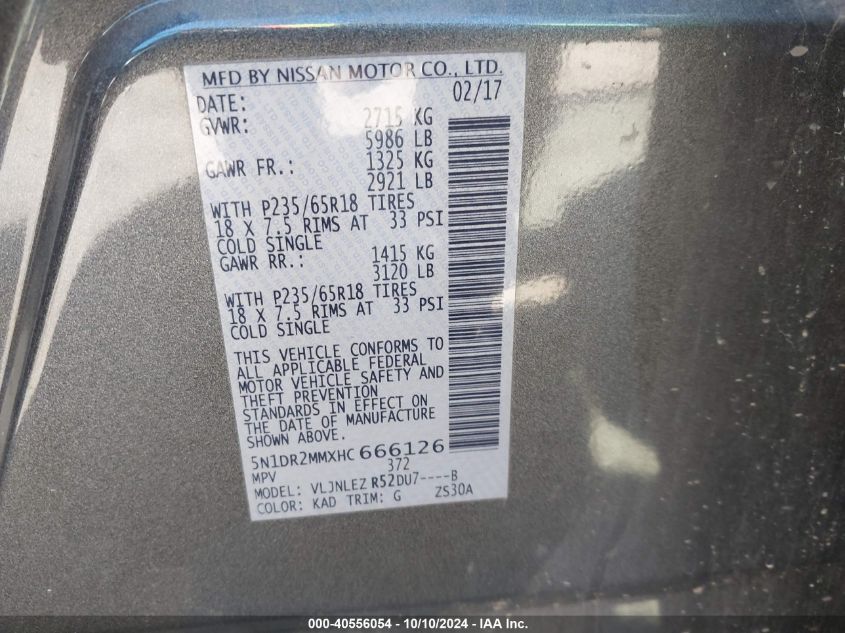 MFD BY NISSAN MOTOR CO., LTD.
DATE: 02/17
GVWR: 2715 KG
5986 LB
GAWR FR.: 1325 KG
2921 LB
WITH P235/65R18 TIRES
18 X 7.5 RIMS AT 33 PSI
COLD SINGLE
GAWR RR.: 1415 KG
3120 LB
WITH P235/65R18 TIRES
18 X 7.5 RIMS AT 33 PSI
COLD SINGLE
THIS VEHICLE CONFORMS TO
ALL APPLICABLE FEDERAL
MOTOR VEHICLE SAFETY AND
THEFT PREVENTION
STANDARDS IN EFFECT ON
THE DATE OF MANUFACTURE
SHOWN ABOVE.
5N1DR2MMXHC 666126
MPV 372
MODEL: VLJNLEZ R52DU7----B
COLOR: KAD TRIM: G ZS30A
000-40556054 - 10/10/2024 - IAA Inc.